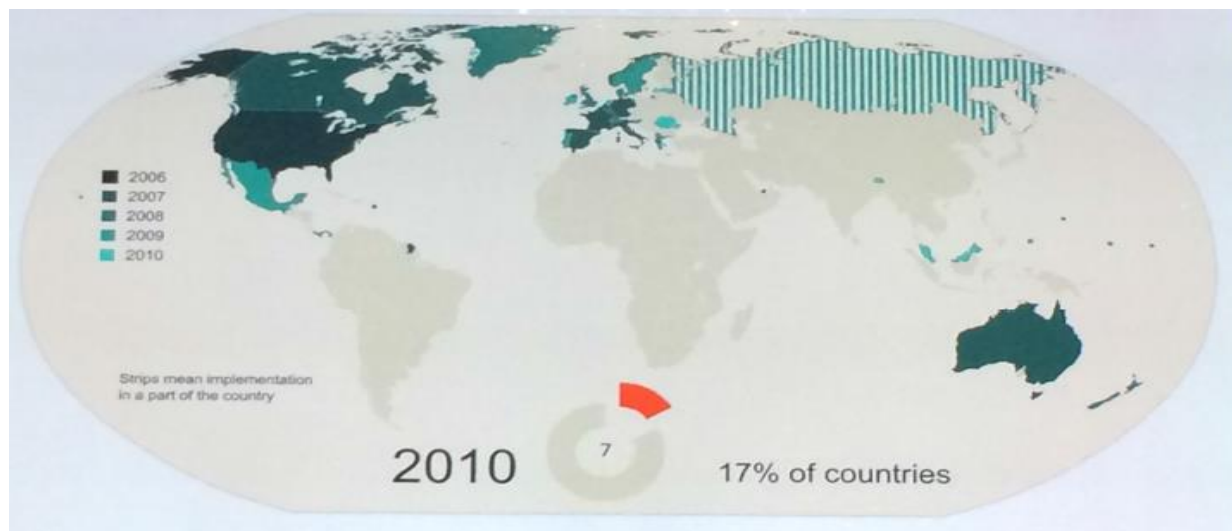 2006
2007
2008
2009
2010
Strips mean implementation
in a part of the country
2010
7
17% of countries